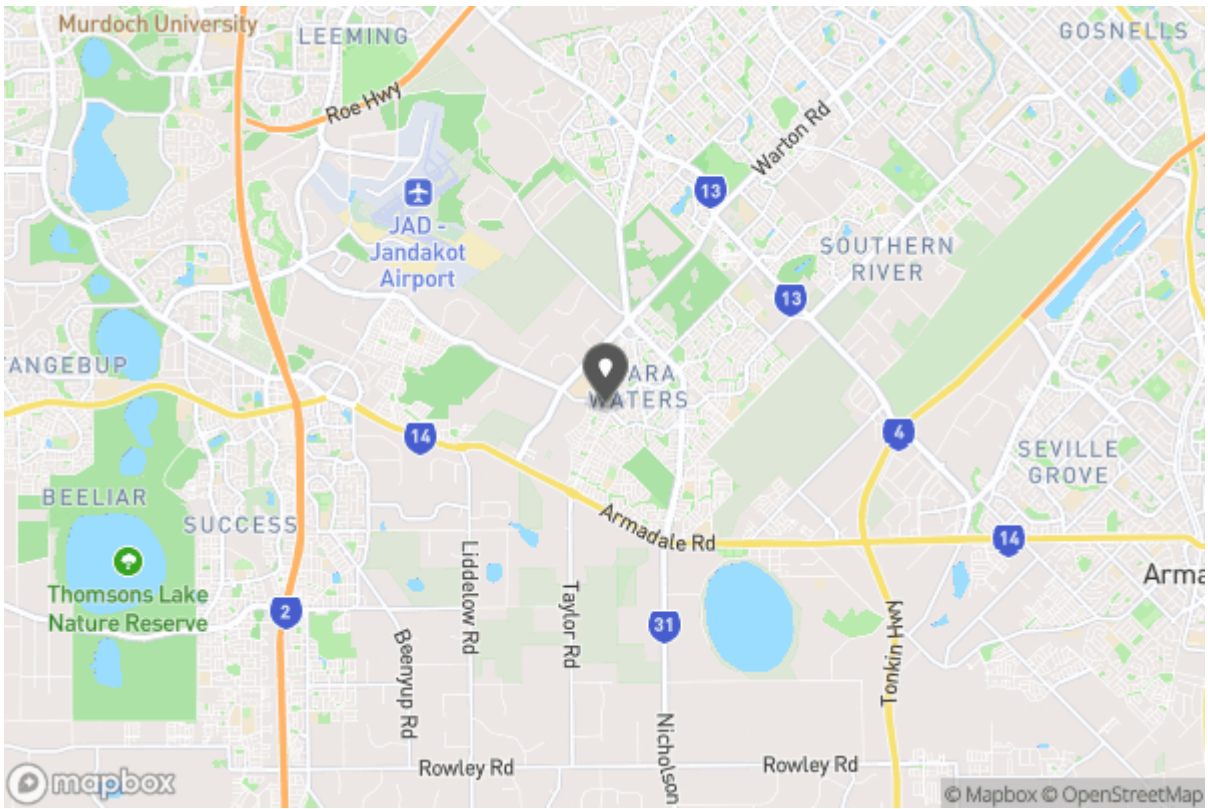 Murdoch University
LEEMING
GOSNELLS
Roe Hwy
Warton Rd
13
JAD -
Jandakot
Airport
SOUTHERN
RIVER
13
TANGEBUP
ARA
WATERS
14
4
SEVILLE
GROVE
BEELIAR
SUCCESS
Armadale Rd
14
Thomsons Lake
Nature Reserve
Arma
2
Liddelow Rd
Taylor Rd
31
Beenyup Rd
Tonkin Hwy
Nicholson
Rowley Rd
Rowley Rd
mapbox
© Mapbox © OpenStreetMap